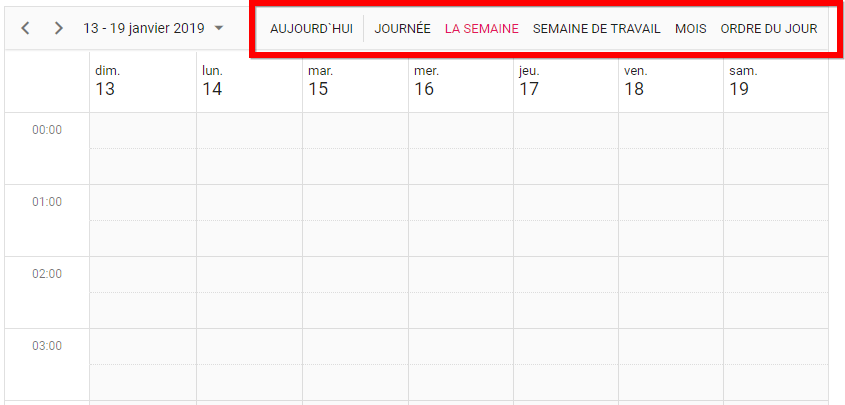 13 - 19 janvier 2019 AUJOURD`HUI JOURNÉE LA SEMAINE SEMAINE DE TRAVAIL MOIS ORDRE DU JOUR
dim. lun. mar. mer. jeu. ven. sam.
13 14 15 16 17 18 19
00:00
01:00
02:00
03:00